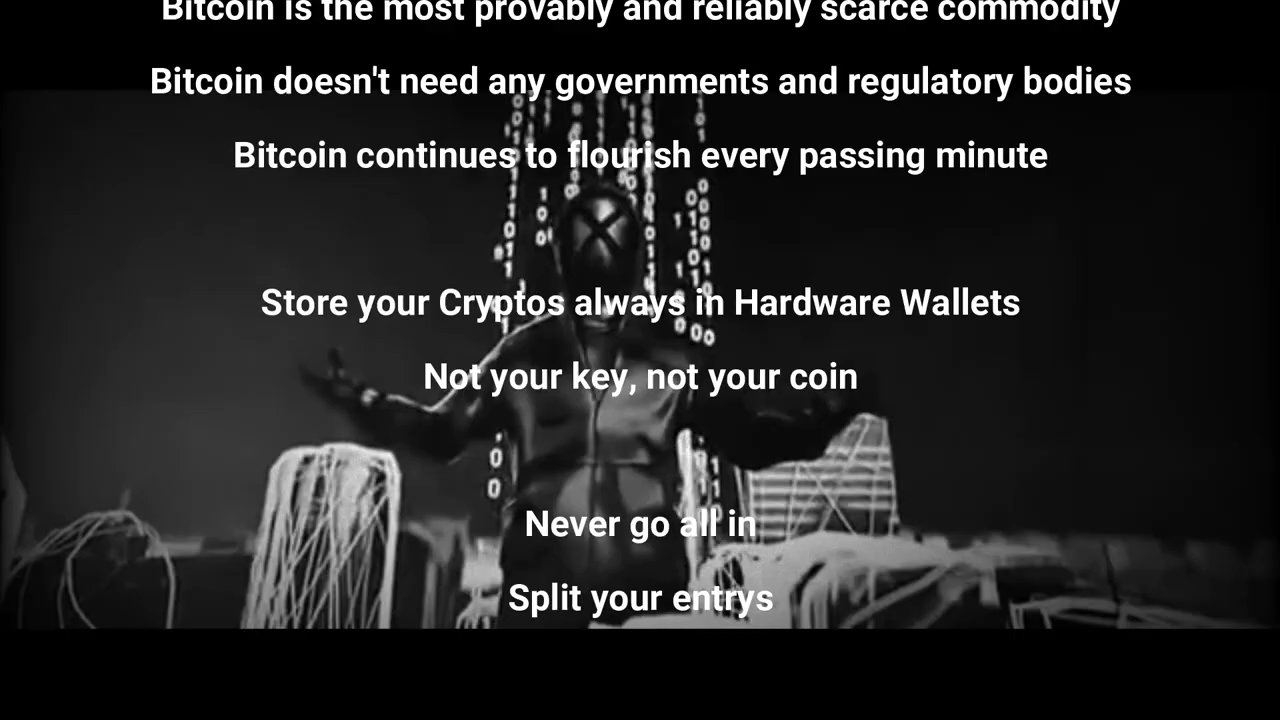 Bitcoin is the most provably and reliably scarce commodity
Bitcoin doesn't need any governments and regulatory bodies
Bitcoin continues to flourish every passing minute
Store your Cryptos always in Hardware Wallets
Not your key, not your coin
Never go all in
Split your entrys